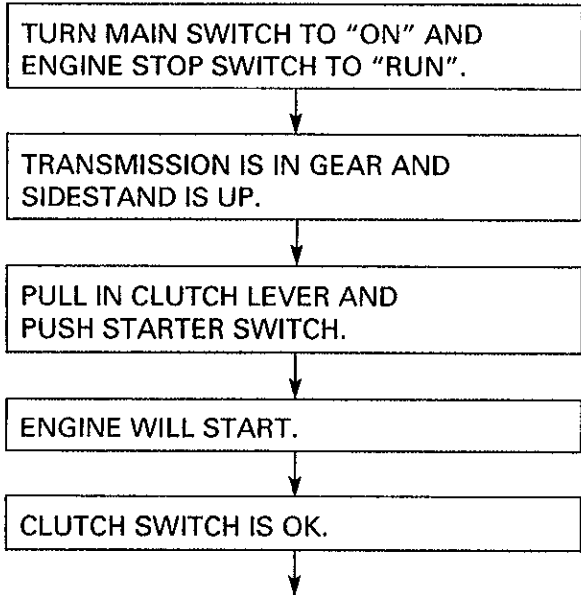 TURN MAIN SWITCH TO “ON” AND
ENGINE STOP SWITCH TO “RUN”.
TRANSMISSION IS IN GEAR AND
SIDESTAND IS UP.
PULL IN CLUTCH LEVER AND
PUSH STARTER SWITCH.
ENGINE WILL START.
CLUTCH SWITCH IS OK.